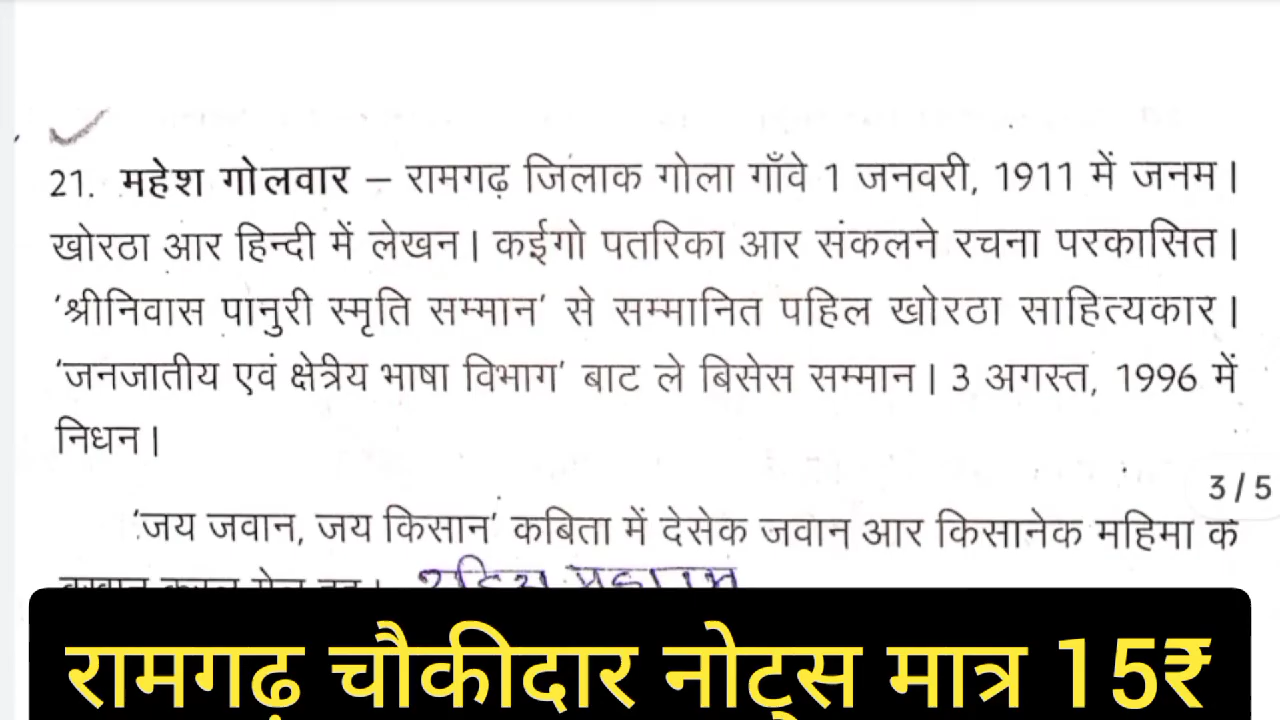 21. महेश गोलवार – रामगढ़ जिलाक गोला गाँवे 1 जनवरी, 1911 में जनम।
खोरठा आर हिन्दी में लेखन। कईगो पतरिका आर संकलने रचना परकासित।
'श्रीनिवास पानुरी स्मृति सम्मान' से सम्मानित पहिल खोरठा साहित्यकार।
'जनजातीय एवं क्षेत्रीय भाषा विभाग' बाट ले बिसेस सम्मान। 3 अगस्त, 1996 में
निधन।
3 / 5
'जय जवान, जय किसान' कबिता में देसेक जवान आर किसानेक महिमा क
रामगढ़ चौकीदार नोट्स मात्र 15₹